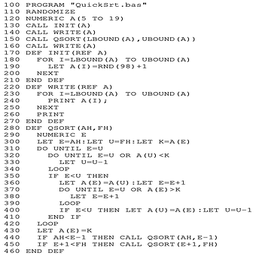 100 PROGRAM "QuickSrt.bas"
110 RANDOMIZE
120 NUMERIC A(5 TO 19)
130 CALL INIT(A)
140 CALL WRITE(A)
150 CALL QSORT(LBOUND(A),UBOUND(A))
160 CALL WRITE(A)
170 DEF INIT(REF A)
180 FOR I=LBOUND(A) TO UBOUND(A)
190 LET A(I)=RND(98)+1
200 NEXT
210 END DEF
220 DEF WRITE(REF A)
230 FOR I=LBOUND(A) TO UBOUND(A)
240 PRINT A(I);
250 NEXT
260 PRINT
270 END DEF
280 DEF QSORT(AH,FH)
290 NUMERIC E
300 LET E=AH:LET U=FH:LET K=A(E)
310 DO UNTIL E=U
320 DO UNTIL E=U OR A(U)<K
330 LET U=U-1
340 LOOP
350 IF E<U THEN
360 LET A(E)=A(U):LET E=E+1
370 DO UNTIL E=U OR A(E)>K
380 LET E=E+1
390 LOOP
400 IF E<U THEN LET A(U)=A(E):LET U=U-1
410 END IF
420 LOOP
430 LET A(E)=K
440 IF AH<E-1 THEN CALL QSORT(AH,E-1)
450 IF E+1<FH THEN CALL QSORT(E+1,FH)
460 END DEF